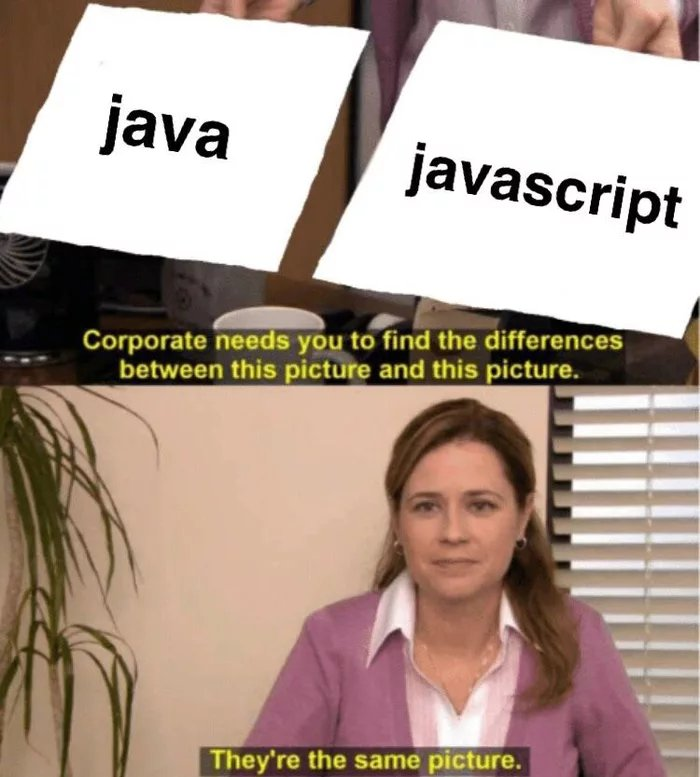 java
javascript
Corporate needs you to find the differences
between this picture and this picture.
They're the same picture.